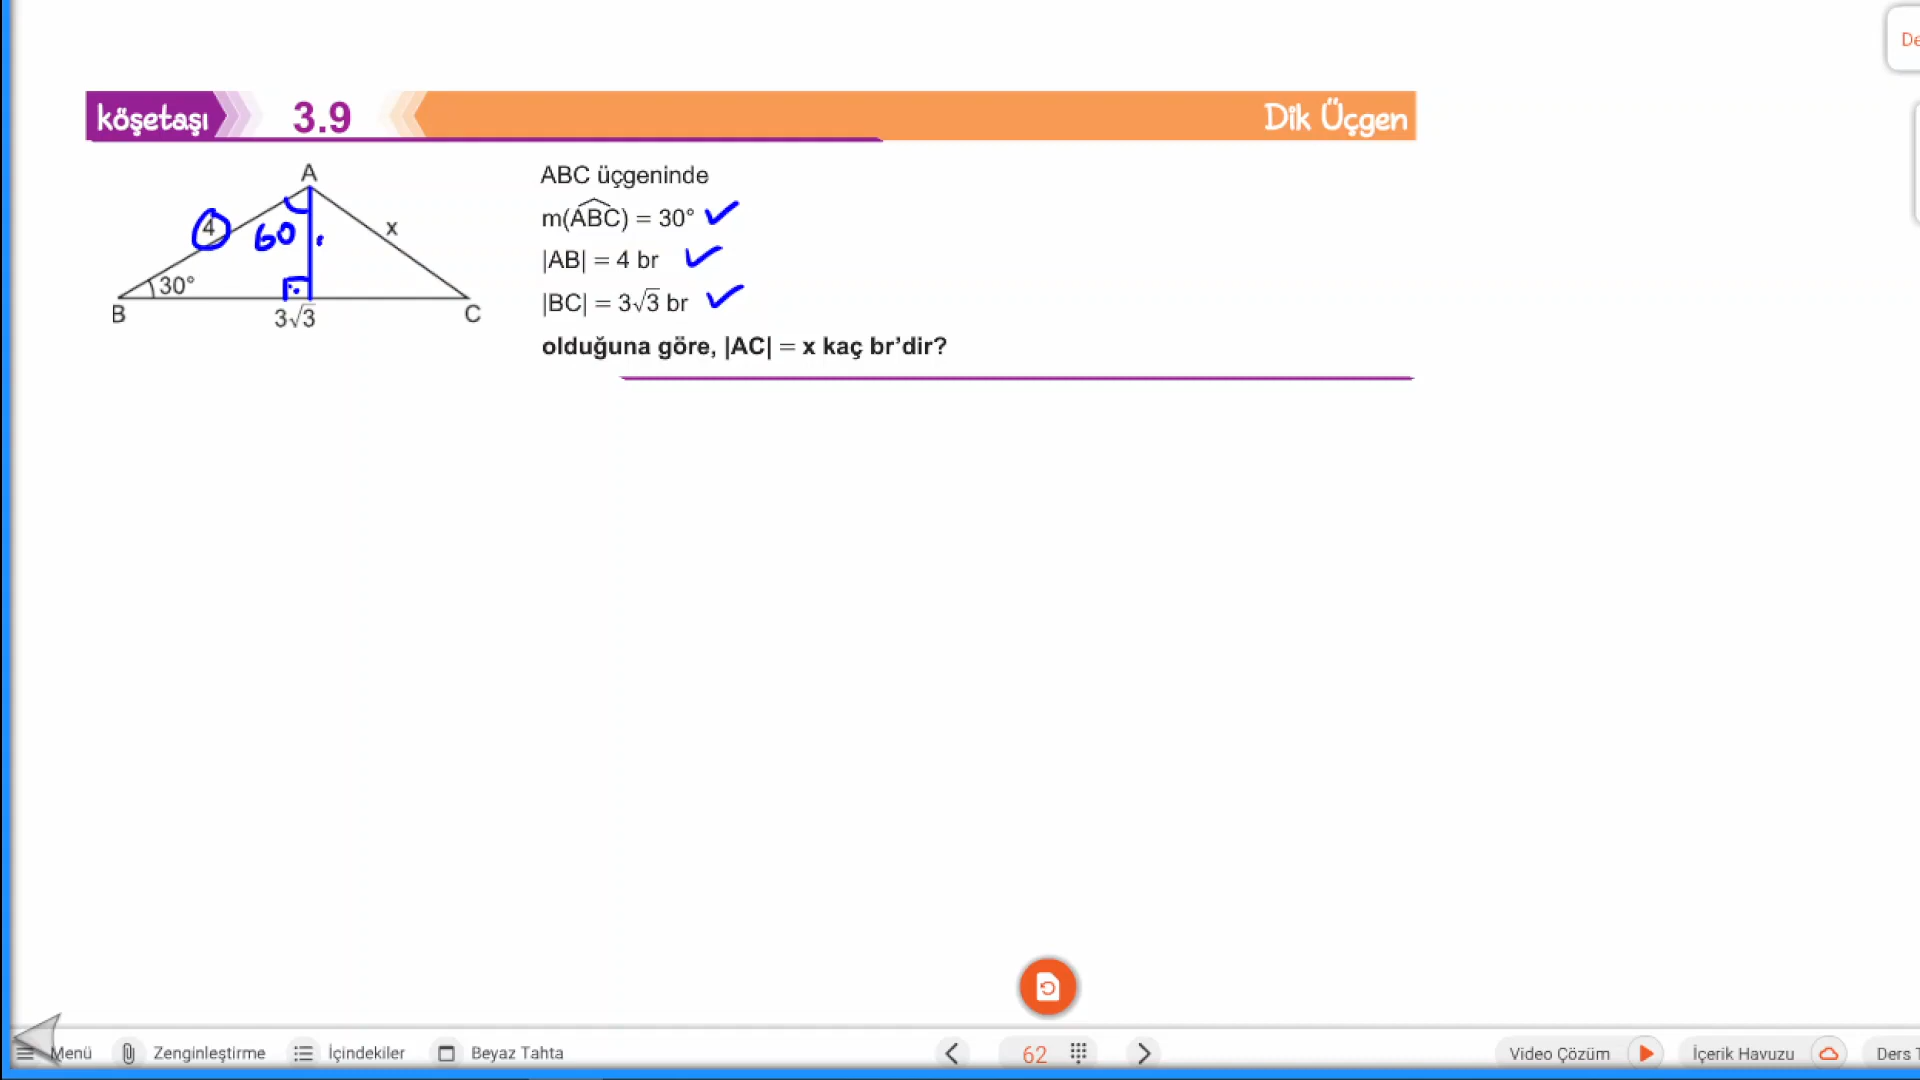 De
köşetaşı 3.9 Dik Üçgen
A
4
60
x
30°
B
3√3
C
ABC üçgeninde
m(ABC) = 30°
|AB| = 4 br
|BC| = 3√3 br
olduğuna göre, |AC| = x kaç br'dir?
Menü Zenginleştirme İçindekiler Beyaz Tahta 62 Video Çözüm İçerik Havuzu Ders